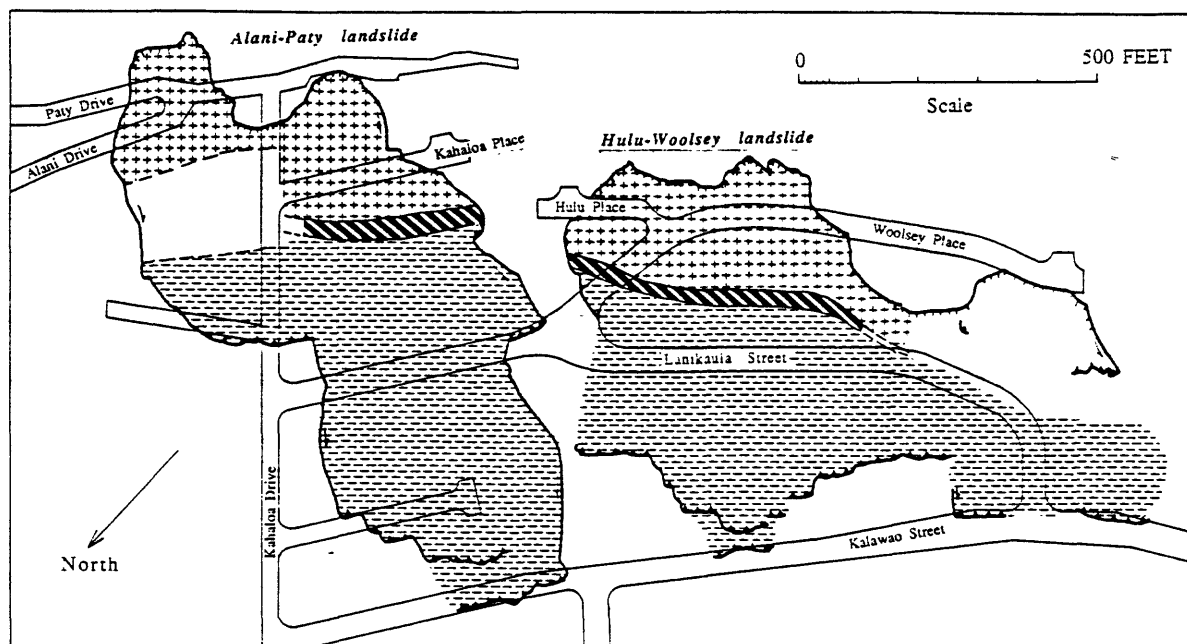 Alani-Paty landslide
0 500 FEET
Scale
Paty Drive
Alani Drive
Kahaloa Place
Hulu-Woolsey landslide
Hulu Place
Woolsey Place
Lanikaula Street
Kahaloa Drive
Kalawao Street
North